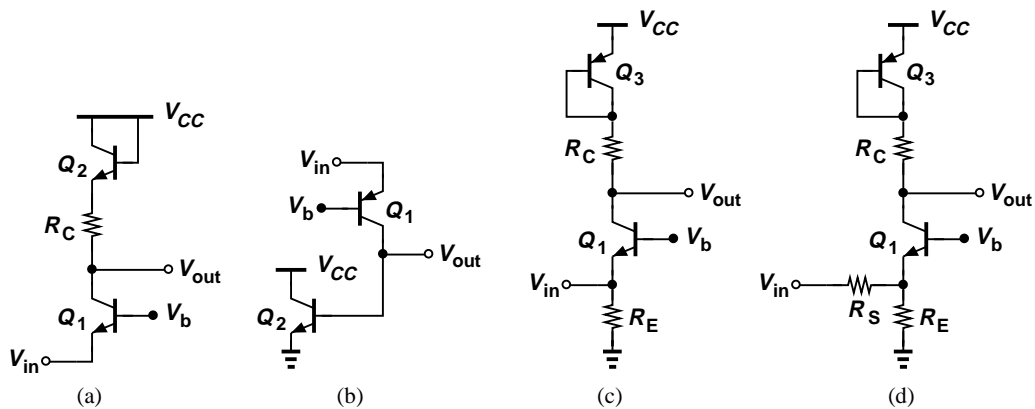 V_CC
Q_2
R_C
V_out
Q_1
V_b
V_in
(a)
V_in
V_b
Q_1
V_CC
V_out
Q_2
(b)
V_CC
Q_3
R_C
V_out
Q_1
V_b
V_in
R_E
(c)
V_CC
Q_3
R_C
V_out
Q_1
V_b
V_in
R_S
R_E
(d)